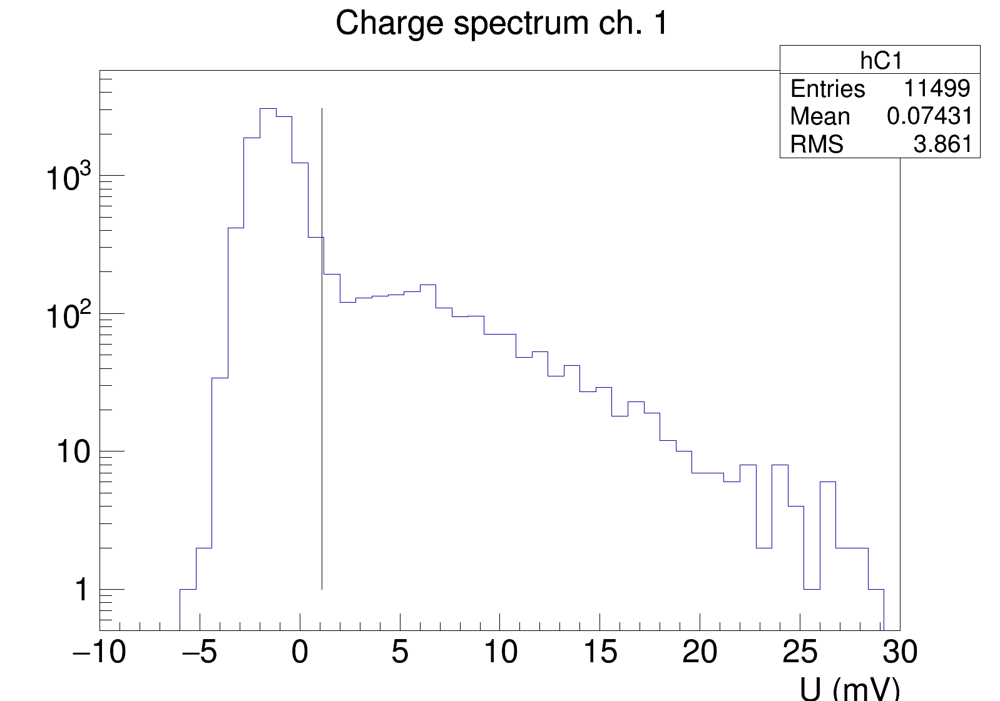 Charge spectrum ch. 1
hC1
Entries 11499
Mean 0.07431
RMS 3.861
10³
10²
10
1
−10 −5 0 5 10 15 20 25 30
U (mV)